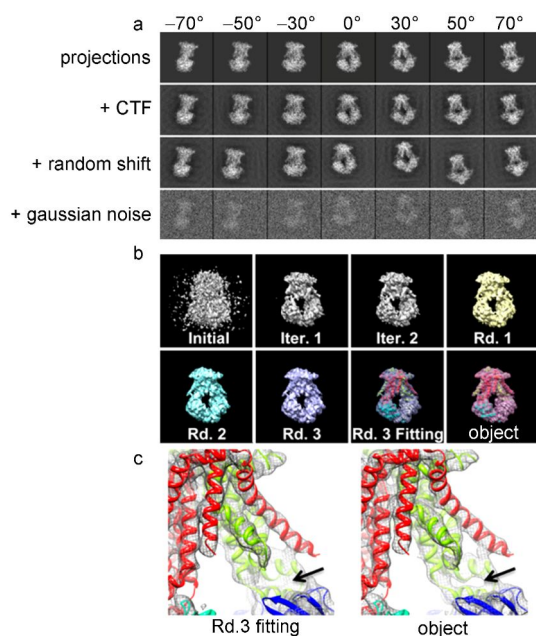 a
−70° −50° −30° 0° 30° 50° 70°
projections
+ CTF
+ random shift
+ gaussian noise
b
Initial Iter. 1 Iter. 2 Rd. 1
Rd. 2 Rd. 3 Rd. 3 Fitting object
c
Rd.3 fitting object